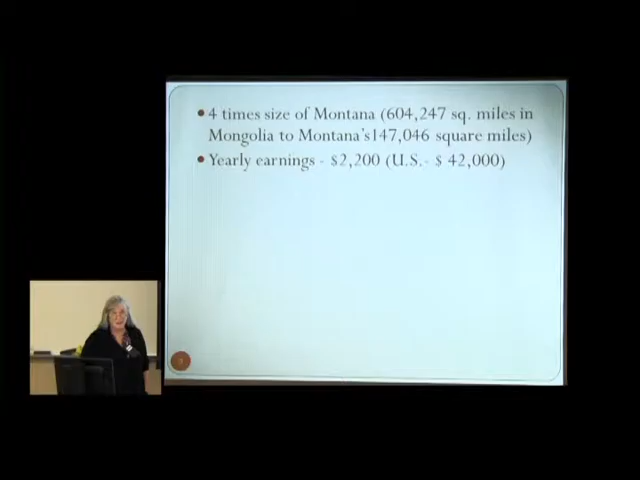 • 4 times size of Montana (604,247 sq. miles in
Mongolia to Montana's147,046 square miles)
• Yearly earnings - $2,200 (U.S.- $ 42,000)